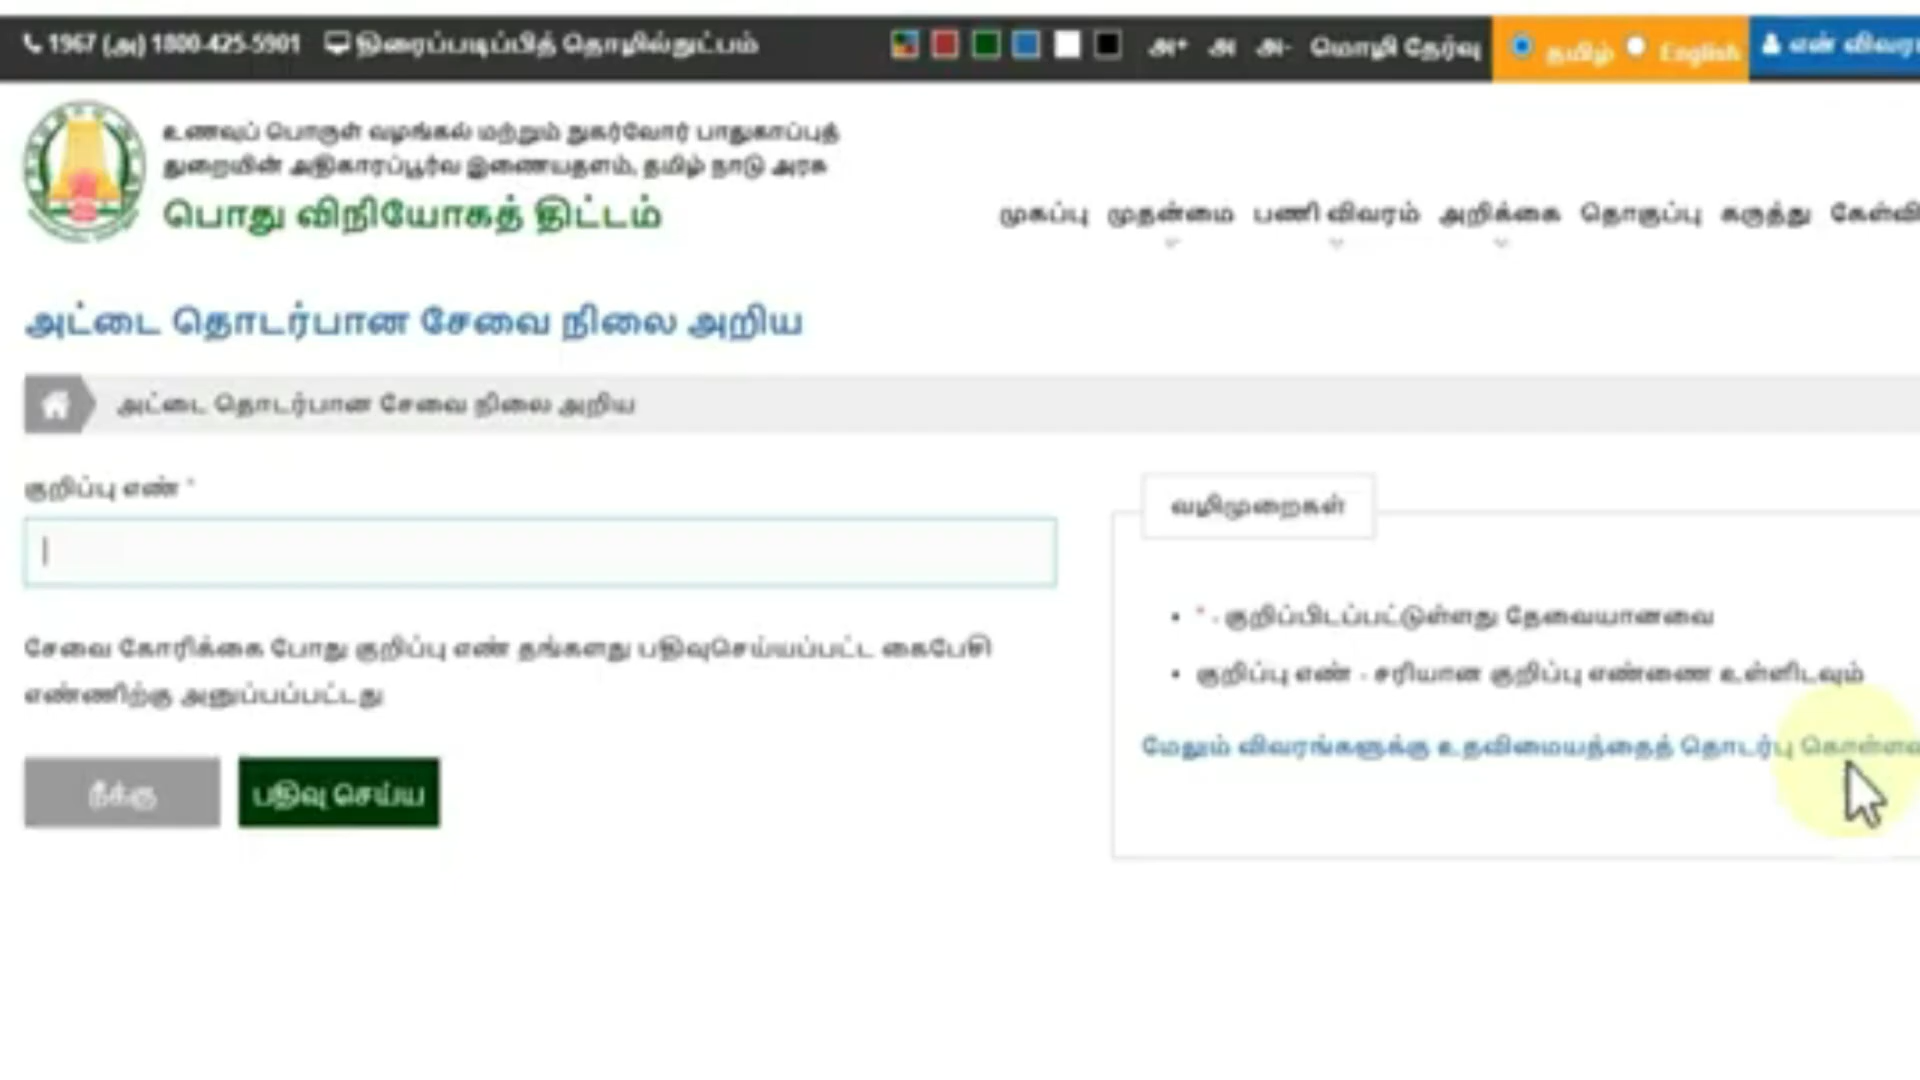 1967 (அ) 1800-425-5901 திரைப்படிப்பித் தொழில்நுட்பம் அ+ அ அ- மொழி தேர்வு தமிழ் English என்
உணவுப் பொருள் வழங்கல் மற்றும் நுகர்வோர் பாதுகாப்புத்
துறையின் அதிகாரப்பூர்வ இணையதளம், தமிழ் நாடு அரசு
பொது விநியோகத் திட்டம்
முகப்பு முதன்மை பணி விவரம் அறிக்கை தொகுப்பு கருத்து
அட்டை தொடர்பான சேவை நிலை அறிய
அட்டை தொடர்பான சேவை நிலை அறிய
குறிப்பு எண் *
சேவை கோரிக்கை போது குறிப்பு எண் தங்களது பதிவுசெய்யப்பட்ட கைபேசி
எண்ணிற்கு அனுப்பப்பட்டது
நீக்கு பதிவு செய்ய
வழிமுறைகள்
* - குறிப்பிடப்பட்டுள்ளது தேவையானவை
குறிப்பு எண் - சரியான குறிப்பு எண்ணை உள்ளிடவும்
மேலும் விவரங்களுக்கு உதவிமையத்தைத் தொடர்பு